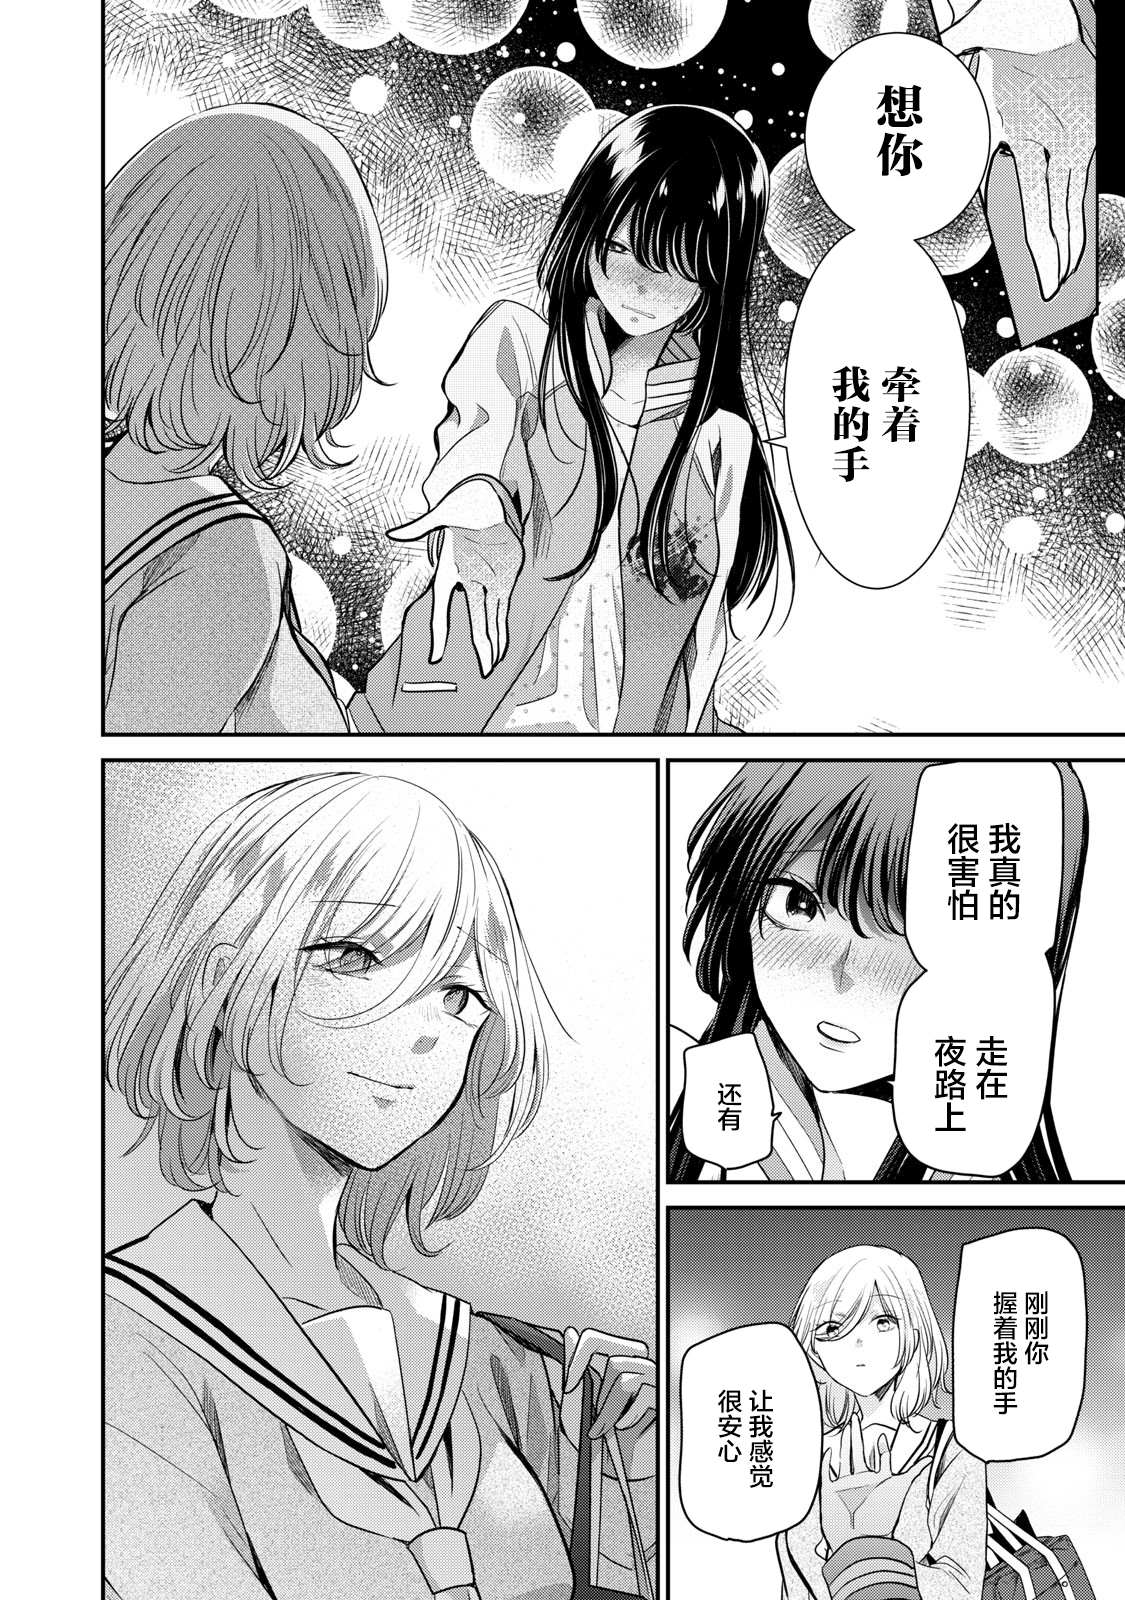 想你
牵着
我的手
我真的
很害怕
走在
夜路上
还有
刚刚你
握着我的手
让我感觉
很安心